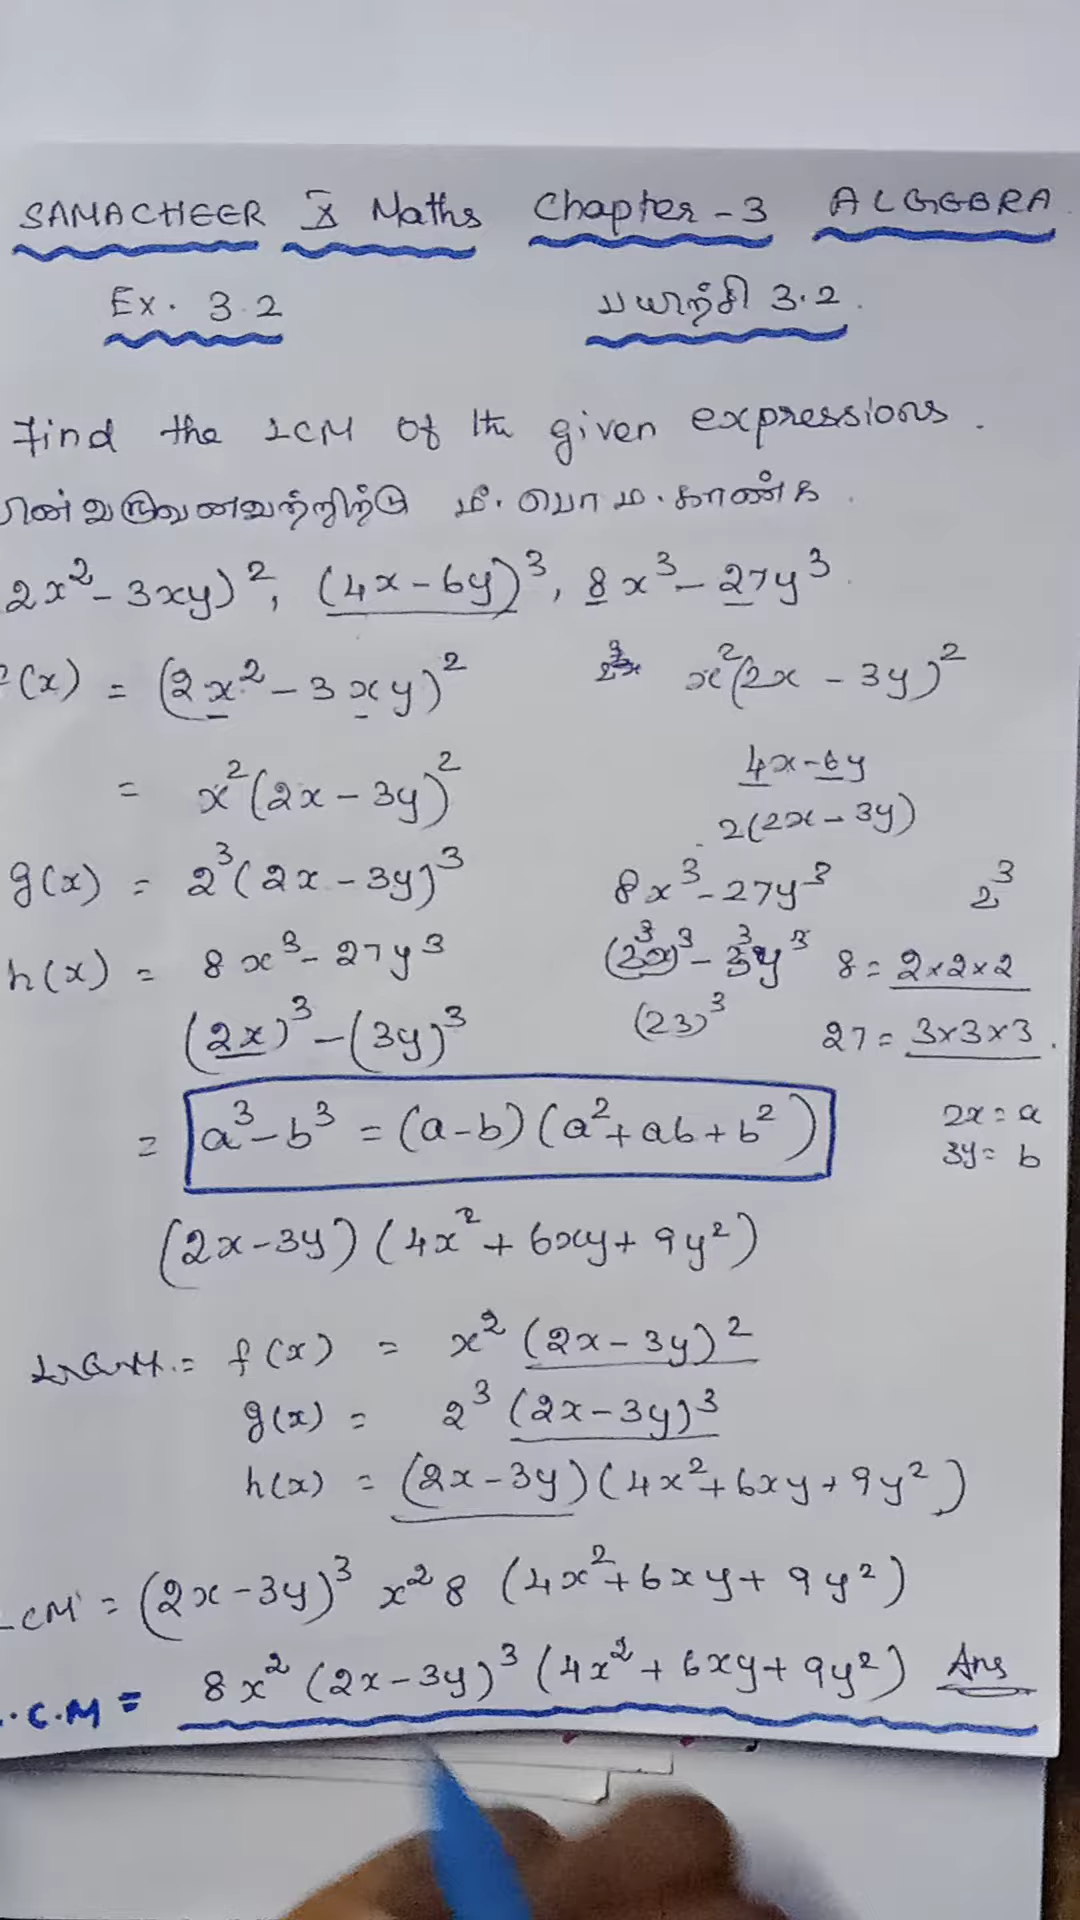 SAMACHEER X Maths Chapter-3 ALGEBRA
Ex. 3.2 பயிற்சி 3.2.
Find the LCM of the given expressions.
பின்வருவனவற்றிற்கு மீ.பொ.ம.காண்க.
2x²-3xy)², (4x-6y)³, 8x³-27y³.
(x) = (2x²-3xy)² x²(2x-3y)²
= x²(2x-3y)² 4x-6y
2(2x-3y)
g(x) = 2³(2x-3y)³ 8x³-27y³ 2³
h(x) = 8x³-27y³ 8=2×2×2
(2x)³-(3y)³ (23)³ 27=3×3×3.
= a³-b³ = (a-b)(a²+ab+b²) 2x=a
3y=b
(2x-3y)(4x²+6xy+9y²)
f(x) = x²(2x-3y)²
g(x) = 2³(2x-3y)³
h(x) = (2x-3y)(4x²+6xy+9y²)
LCM = (2x-3y)³ x²8 (4x²+6xy+9y²)
.C.M = 8x²(2x-3y)³(4x²+6xy+9y²) Ans